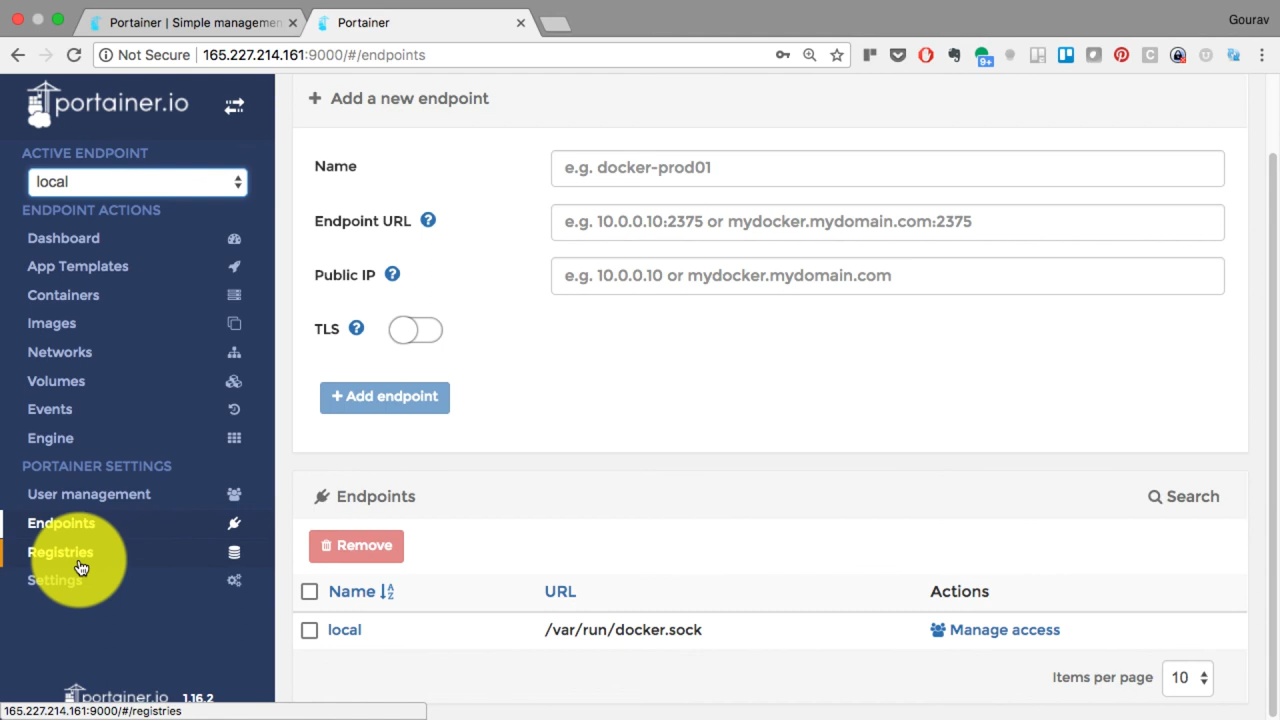 Portainer | Simple managemen
Portainer
Gourav
Not Secure
165.227.214.161:9000/#/endpoints
9+
portainer.io
ACTIVE ENDPOINT
local
ENDPOINT ACTIONS
Dashboard
App Templates
Containers
Images
Networks
Volumes
Events
Engine
PORTAINER SETTINGS
User management
Endpoints
Registries
Settings
portainer.io 1.16.2
165.227.214.161:9000/#/registries
+ Add a new endpoint
Name
e.g. docker-prod01
Endpoint URL ?
e.g. 10.0.0.10:2375 or mydocker.mydomain.com:2375
Public IP ?
e.g. 10.0.0.10 or mydocker.mydomain.com
TLS ?
+ Add endpoint
Endpoints
Search
Remove
Name URL Actions
local /var/run/docker.sock Manage access
Items per page 10